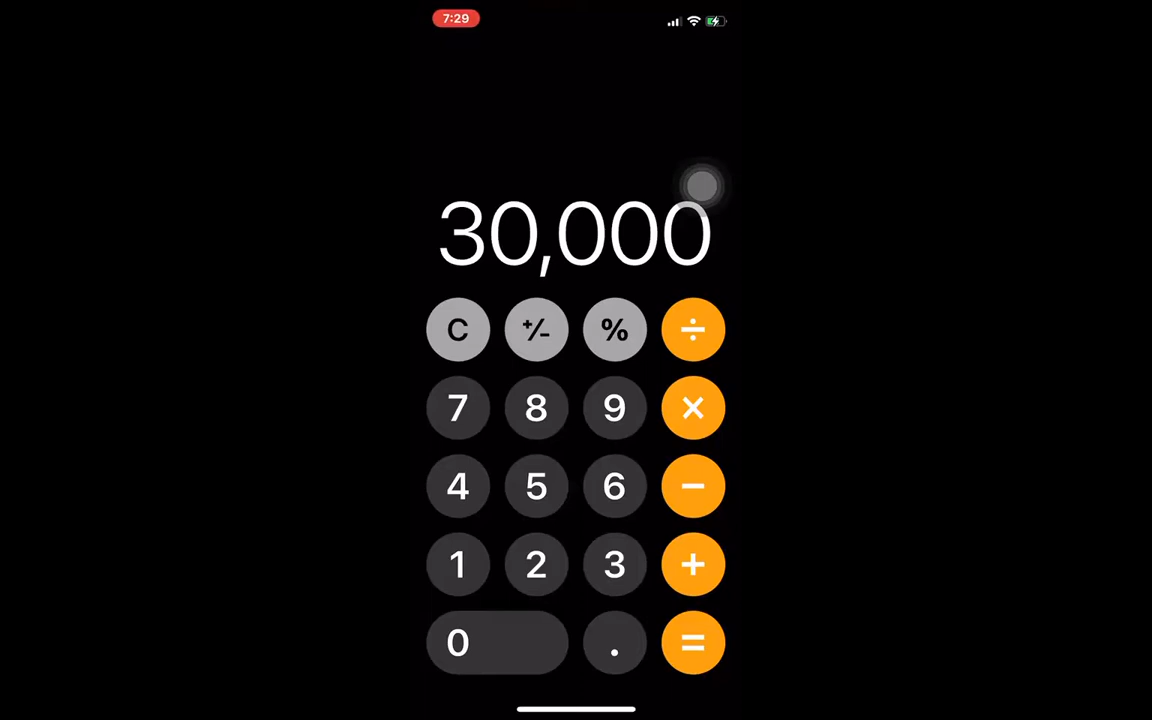 7:29
30,000
C +/- % ÷
7 8 9 ×
4 5 6 −
1 2 3 +
0 . =